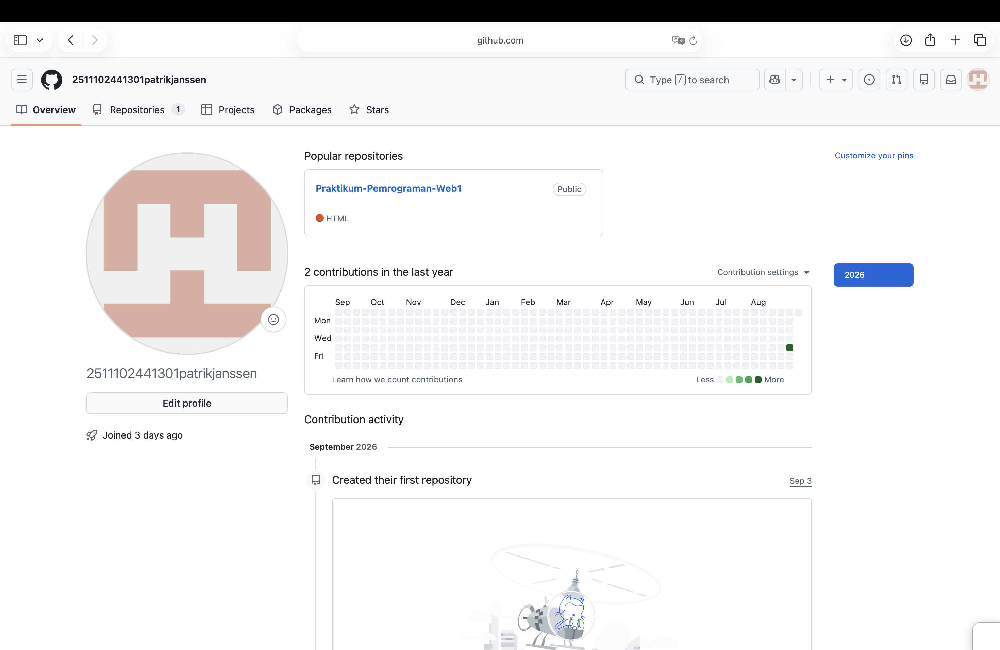 github.com
2511102441301patrikjanssen
Type / to search
Overview
Repositories 1
Projects
Packages
Stars
Popular repositories
Customize your pins
Praktikum-Pemrograman-Web1
Public
HTML
2 contributions in the last year
Contribution settings
2026
Sep Oct Nov Dec Jan Feb Mar Apr May Jun Jul Aug
Mon
Wed
Fri
Learn how we count contributions
Less More
2511102441301patrikjanssen
Edit profile
Joined 3 days ago
Contribution activity
September 2026
Created their first repository
Sep 3